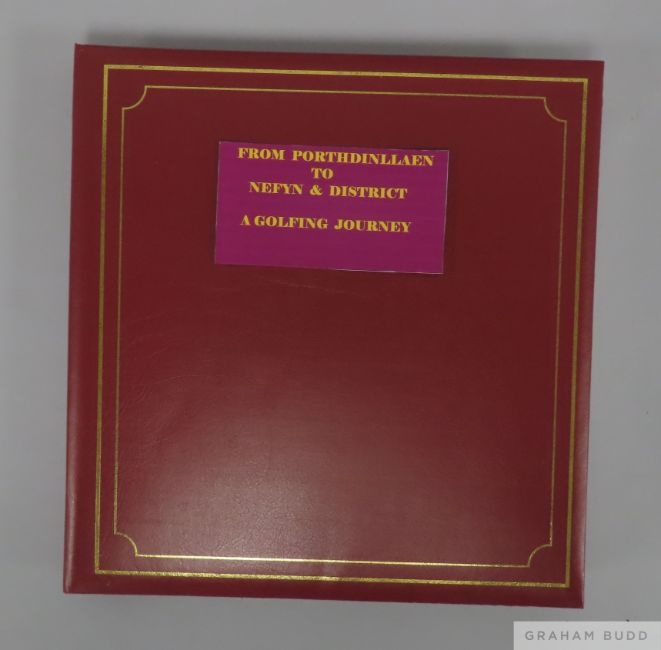 FROM PORTHDINLLAEN
TO
NEFYN & DISTRICT
A GOLFING JOURNEY
GRAHAM BUDD